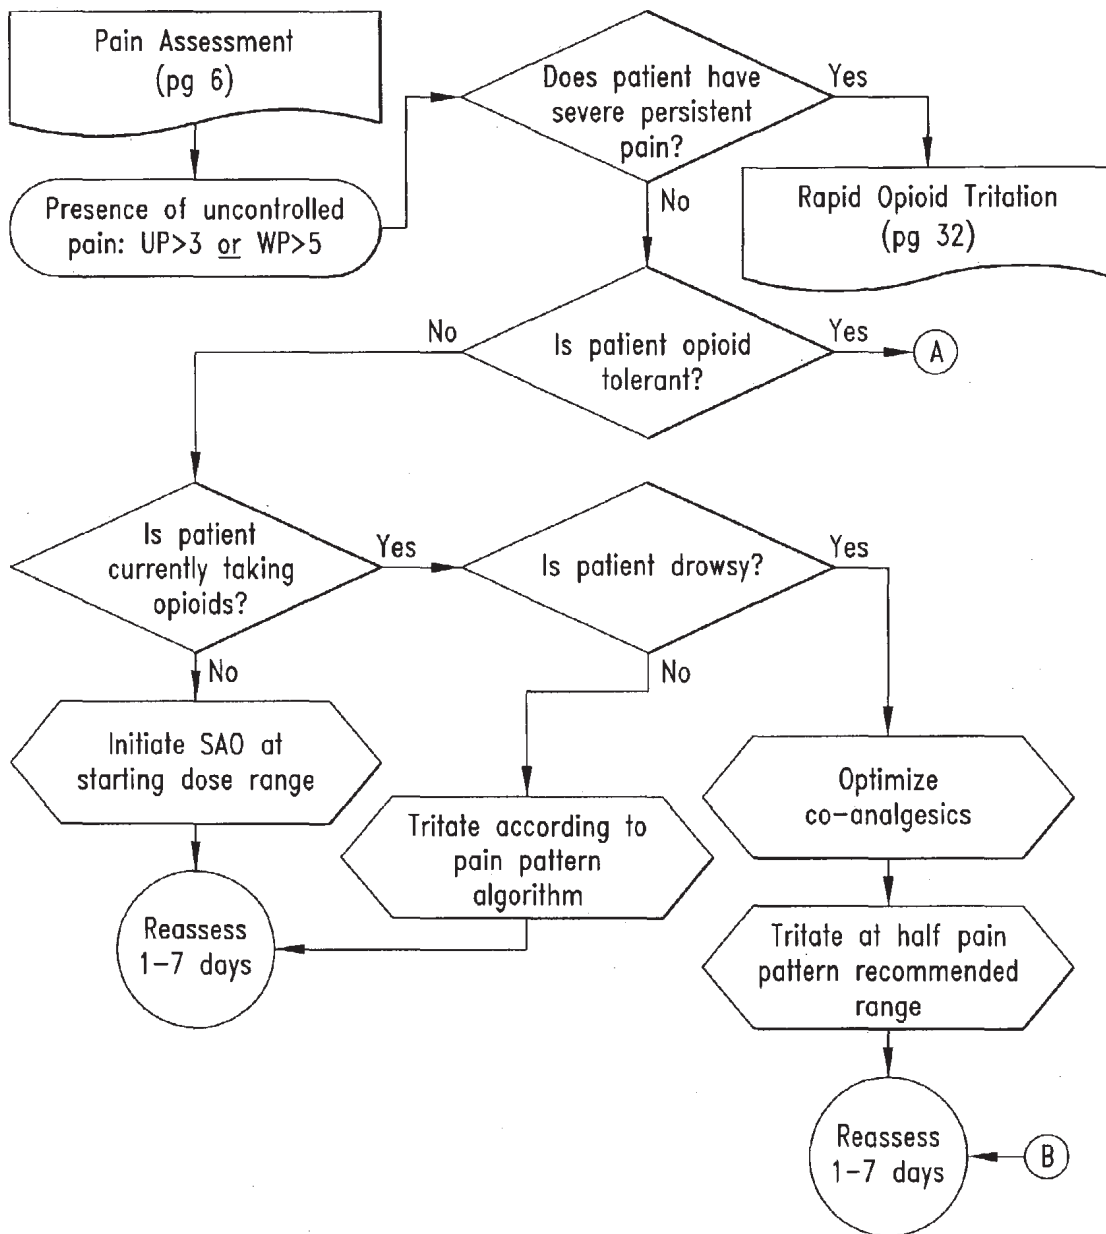 Pain Assessment
(pg 6)
Does patient have
severe persistent
pain?
Yes
Presence of uncontrolled
pain: UP>3 or WP>5
No
Rapid Opioid Tritation
(pg 32)
No
Is patient opioid
tolerant?
Yes
A
Is patient
currently taking
opioids?
Yes
Is patient drowsy?
Yes
No
No
Initiate SAO at
starting dose range
Optimize
co-analgesics
Tritate according to
pain pattern
algorithm
Reassess
1-7 days
Tritate at half pain
pattern recommended
range
Reassess
1-7 days
B